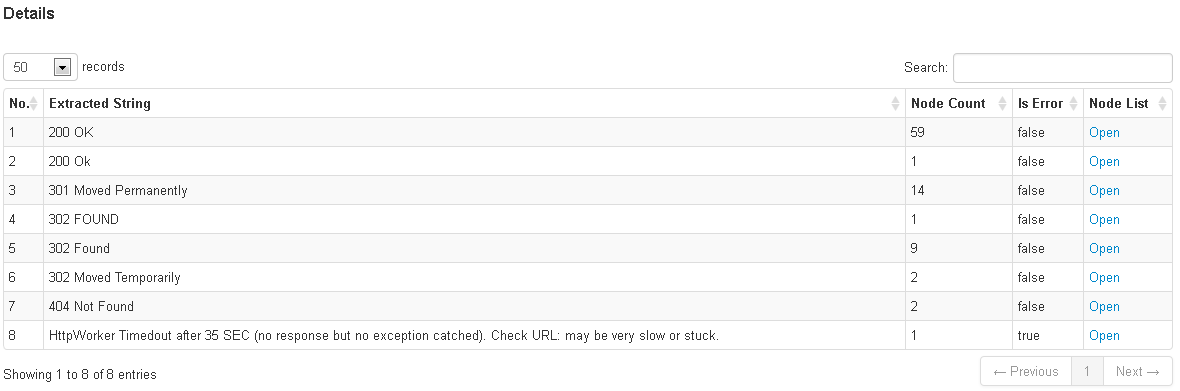 Details
50 records Search:
No. Extracted String Node Count Is Error Node List
1 200 OK 59 false Open
2 200 Ok 1 false Open
3 301 Moved Permanently 14 false Open
4 302 FOUND 1 false Open
5 302 Found 9 false Open
6 302 Moved Temporarily 2 false Open
7 404 Not Found 2 false Open
8 HttpWorker Timedout after 35 SEC (no response but no exception catched). Check URL: may be very slow or stuck. 1 true Open
Showing 1 to 8 of 8 entries ← Previous 1 Next →